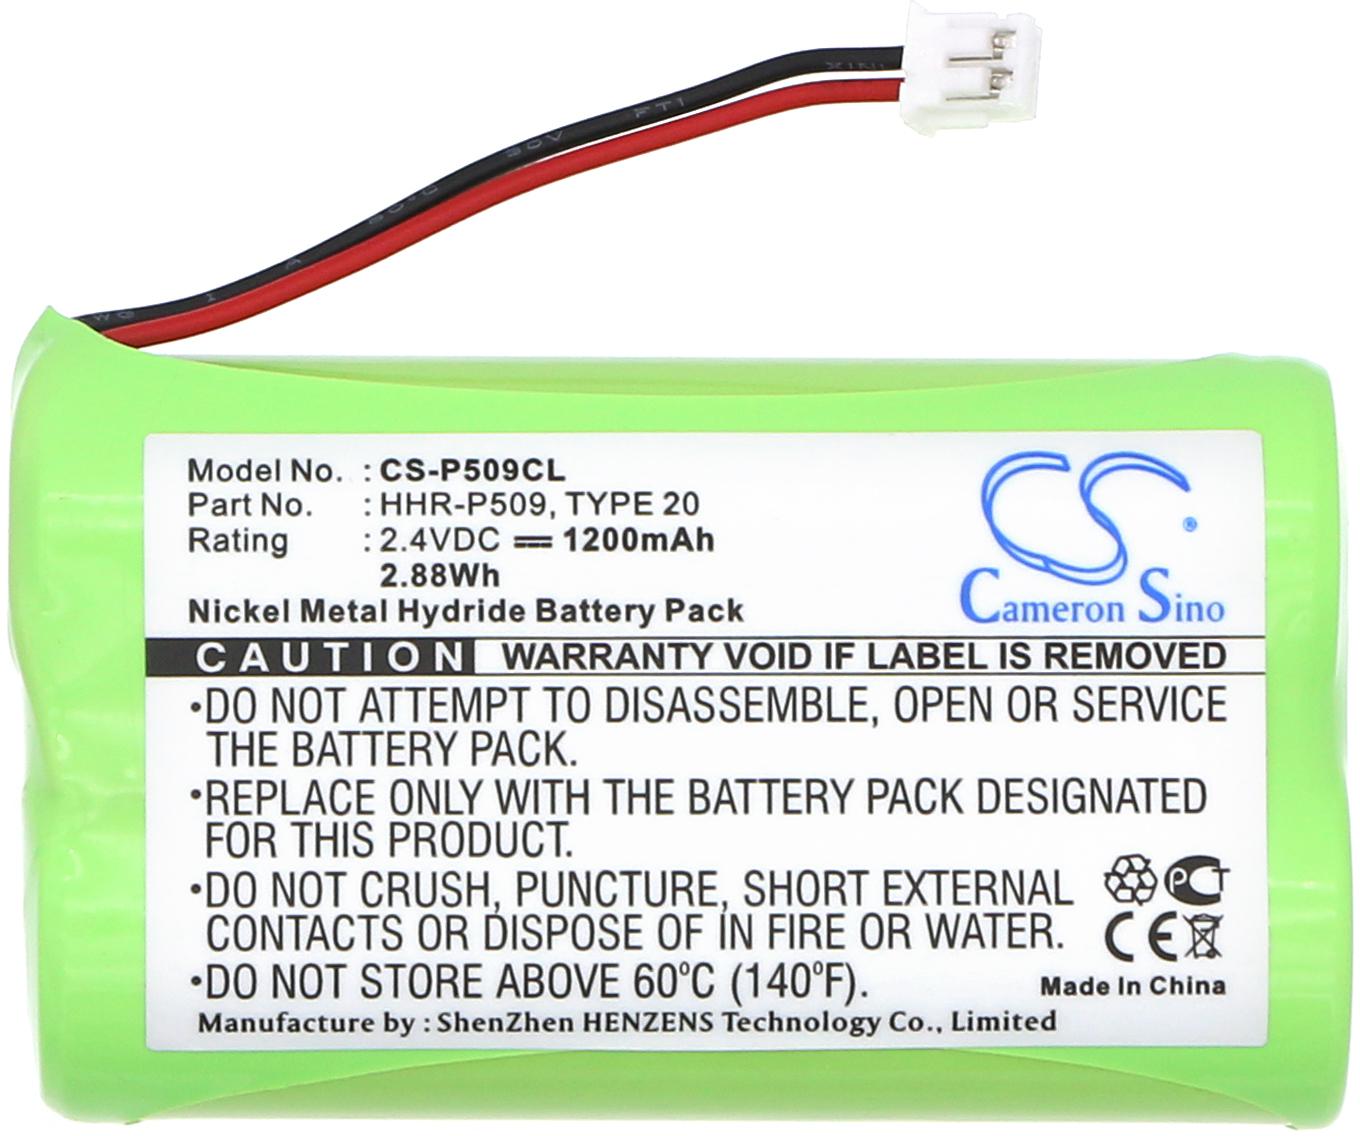 XINI
FTI
30V
Model No. : CS-P509CL
Part No. : HHR-P509, TYPE 20
Rating : 2.4VDC 1200mAh
2.88Wh
Nickel Metal Hydride Battery Pack
CS®
Cameron Sino
CAUTION WARRANTY VOID IF LABEL IS REMOVED
•DO NOT ATTEMPT TO DISASSEMBLE, OPEN OR SERVICE
THE BATTERY PACK.
•REPLACE ONLY WITH THE BATTERY PACK DESIGNATED
FOR THIS PRODUCT.
•DO NOT CRUSH, PUNCTURE, SHORT EXTERNAL
CONTACTS OR DISPOSE OF IN FIRE OR WATER.
•DO NOT STORE ABOVE 60°C (140°F).
PCT
CE
Made In China
Manufacture by : ShenZhen HENZENS Technology Co., Limited